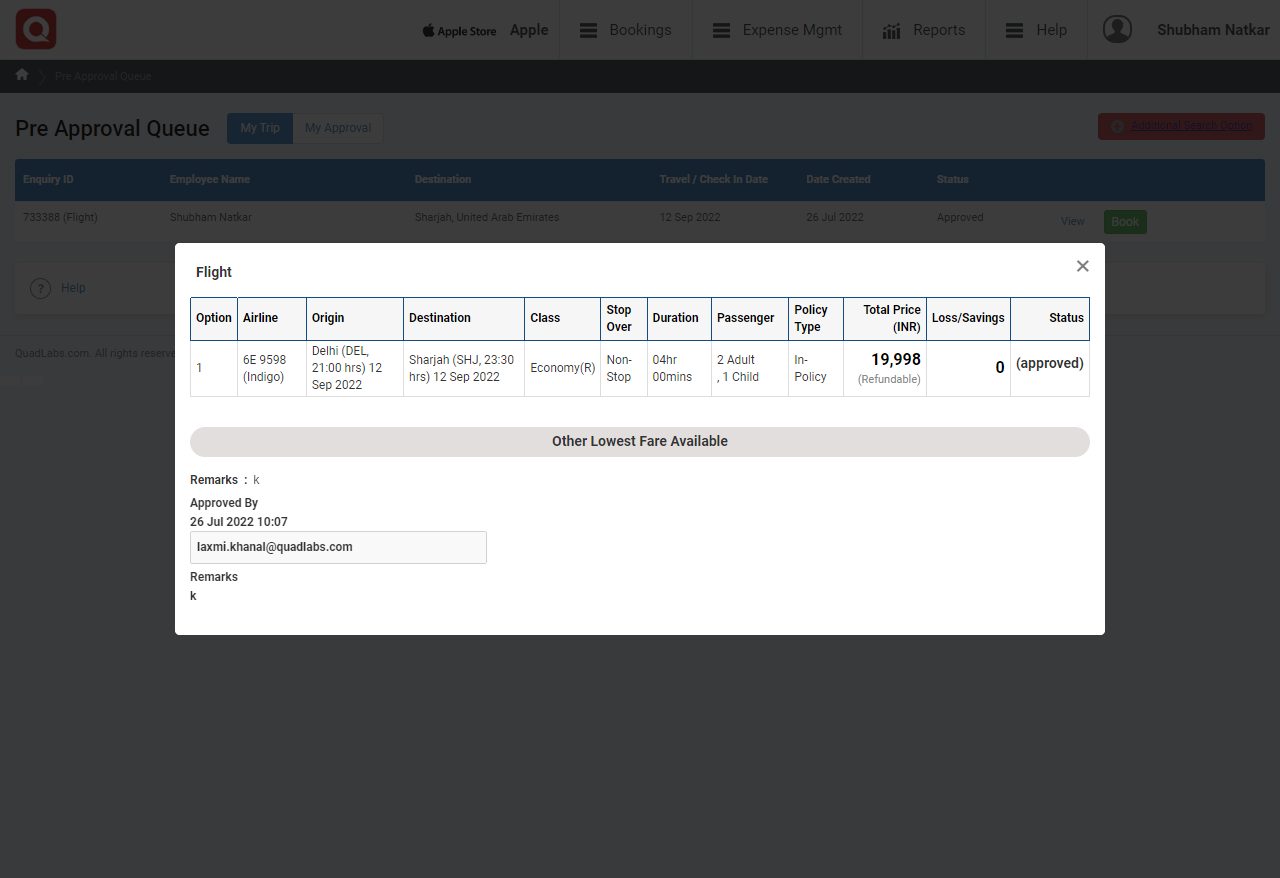 Apple Store Apple Bookings Expense Mgmt Reports Help Shubham Natkar
Pre Approval Queue
Pre Approval Queue My Trip My Approval Additional Search Option
Enquiry ID Employee Name Destination Travel / Check In Date Date Created Status
733388 (Flight) Shubham Natkar Sharjah, United Arab Emirates 12 Sep 2022 26 Jul 2022 Approved View Book
? Help
QuadLabs.com. All rights reserve
Flight ×
Option Airline Origin Destination Class Stop Over Duration Passenger Policy Type Total Price (INR) Loss/Savings Status
1 6E 9598 (Indigo) Delhi (DEL, 21:00 hrs) 12 Sep 2022 Sharjah (SHJ, 23:30 hrs) 12 Sep 2022 Economy(R) Non-Stop 04hr 00mins 2 Adult , 1 Child In-Policy 19,998 (Refundable) 0 (approved)
Other Lowest Fare Available
Remarks : k
Approved By
26 Jul 2022 10:07
laxmi.khanal@quadlabs.com
Remarks
k